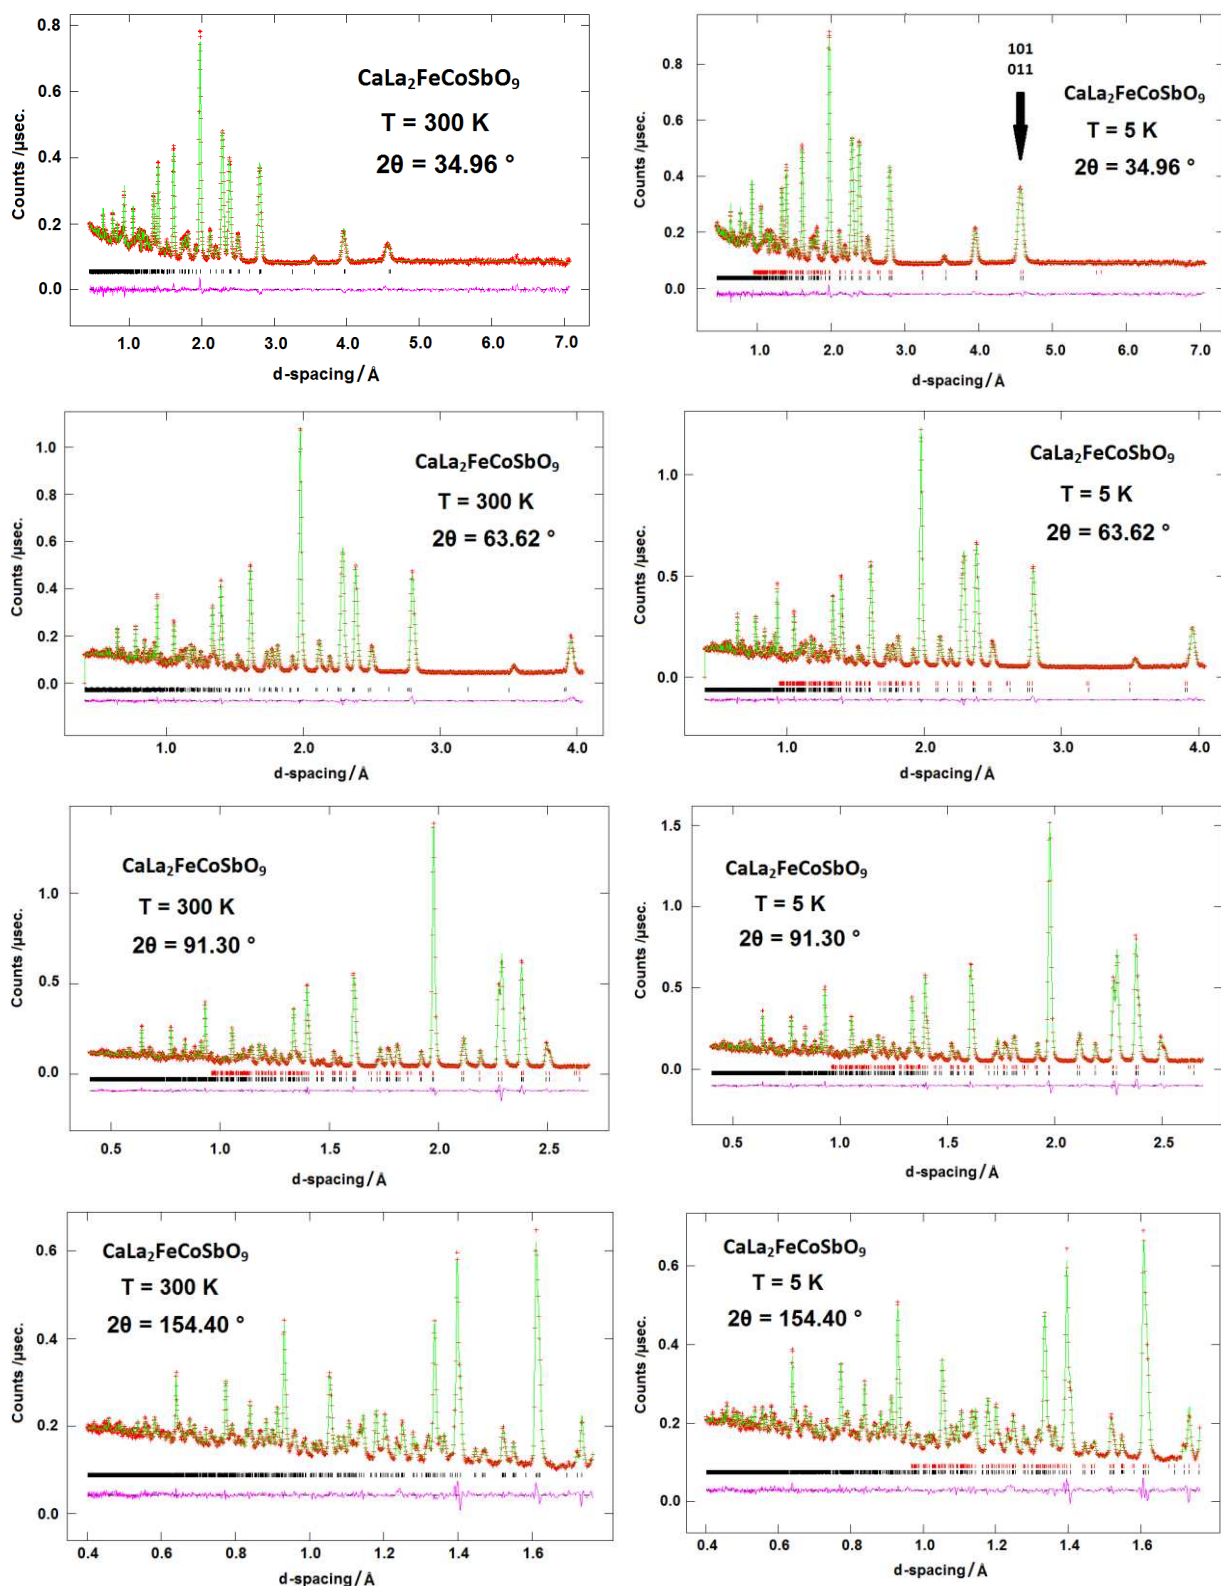 0.8
0.6
0.4
0.2
0.0
Counts /μsec.
CaLa₂FeCoSbO₉
T = 300 K
2θ = 34.96 °
1.0 2.0 3.0 4.0 5.0 6.0 7.0
d-spacing/Å
0.8
0.6
0.4
0.2
0.0
Counts /μsec.
101
011
CaLa₂FeCoSbO₉
T = 5 K
2θ = 34.96 °
1.0 2.0 3.0 4.0 5.0 6.0 7.0
d-spacing/Å
1.0
0.8
0.6
0.4
0.2
0.0
Counts /μsec.
CaLa₂FeCoSbO₉
T = 300 K
2θ = 63.62 °
1.0 2.0 3.0 4.0
d-spacing/Å
1.0
0.5
0.0
Counts /μsec.
CaLa₂FeCoSbO₉
T = 5 K
2θ = 63.62 °
1.0 2.0 3.0 4.0
d-spacing/Å
1.0
0.5
0.0
Counts /μsec.
CaLa₂FeCoSbO₉
T = 300 K
2θ = 91.30 °
0.5 1.0 1.5 2.0 2.5
d-spacing/Å
1.5
1.0
0.5
0.0
Counts /μsec.
CaLa₂FeCoSbO₉
T = 5 K
2θ = 91.30 °
0.5 1.0 1.5 2.0 2.5
d-spacing/Å
0.6
0.4
0.2
0.0
Counts /μsec.
CaLa₂FeCoSbO₉
T = 300 K
2θ = 154.40 °
0.4 0.6 0.8 1.0 1.2 1.4 1.6
d-spacing/Å
0.6
0.4
0.2
0.0
Counts /μsec.
CaLa₂FeCoSbO₉
T = 5 K
2θ = 154.40 °
0.4 0.6 0.8 1.0 1.2 1.4 1.6
d-spacing/Å